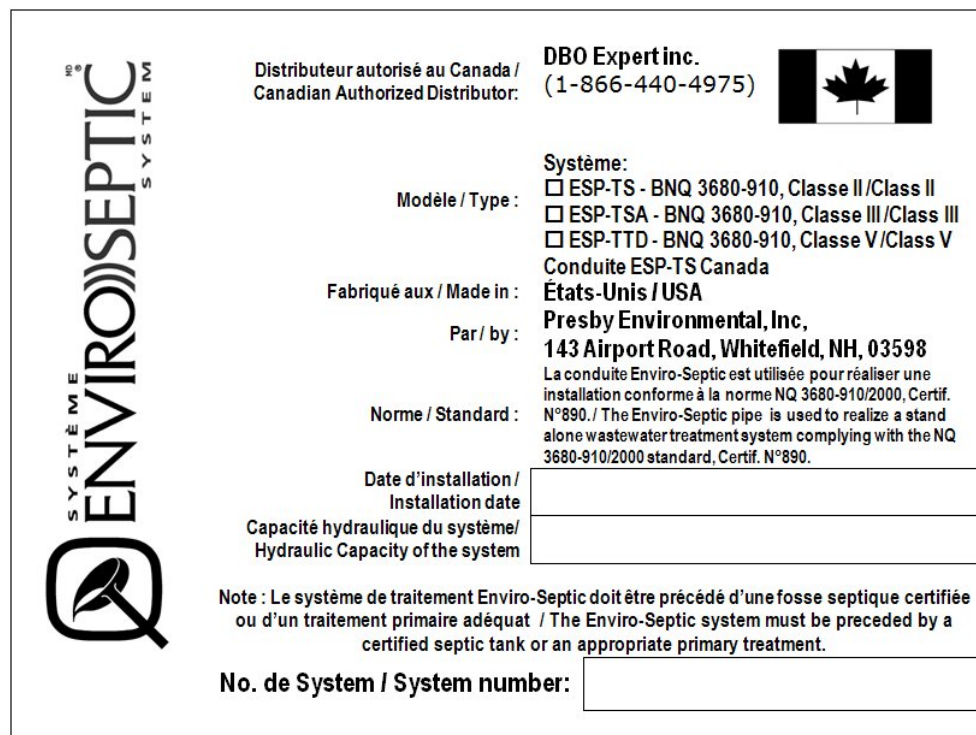 SYSTÈME
ENVIRO)))SEPTIC MD ®
SYSTEM
Distributeur autorisé au Canada /
Canadian Authorized Distributor:
DBO Expert inc.
(1-866-440-4975)
Modèle / Type :
Système:
☐ ESP-TS - BNQ 3680-910, Classe II /Class II
☐ ESP-TSA - BNQ 3680-910, Classe III /Class III
☐ ESP-TTD - BNQ 3680-910, Classe V /Class V
Conduite ESP-TS Canada
Fabriqué aux / Made in :
États-Unis / USA
Par / by :
Presby Environmental, Inc,
143 Airport Road, Whitefield, NH, 03598
Norme / Standard :
La conduite Enviro-Septic est utilisée pour réaliser une
installation conforme à la norme NQ 3680-910/2000, Certif.
N°890. / The Enviro-Septic pipe is used to realize a stand
alone wastewater treatment system complying with the NQ
3680-910/2000 standard, Certif. N°890.
Date d'installation /
Installation date
Capacité hydraulique du système/
Hydraulic Capacity of the system
Note : Le système de traitement Enviro-Septic doit être précédé d'une fosse septique certifiée
ou d'un traitement primaire adéquat / The Enviro-Septic system must be preceded by a
certified septic tank or an appropriate primary treatment.
No. de System / System number: